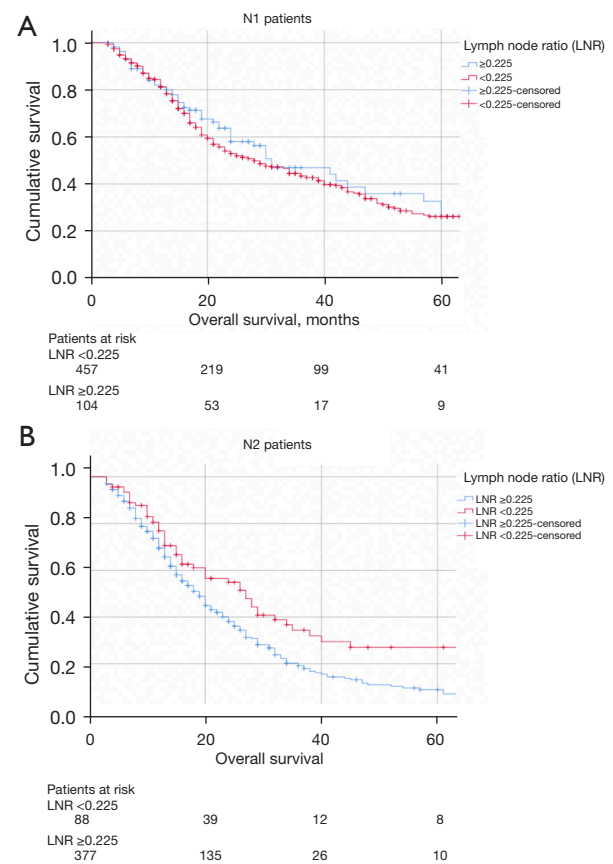 A
N1 patients
Lymph node ratio (LNR)
≥0.225
<0.225
≥0.225-censored
<0.225-censored
Cumulative survival
1.0
0.8
0.6
0.4
0.2
0.0
0 20 40 60
Overall survival, months
Patients at risk
LNR <0.225
457 219 99 41
LNR ≥0.225
104 53 17 9
B
N2 patients
Lymph node ratio (LNR)
LNR ≥0.225
LNR <0.225
LNR ≥0.225-censored
LNR <0.225-censored
Cumulative survival
1.0
0.8
0.6
0.4
0.2
0.0
0 20 40 60
Overall survival
Patients at risk
LNR <0.225
88 39 12 8
LNR ≥0.225
377 135 26 10